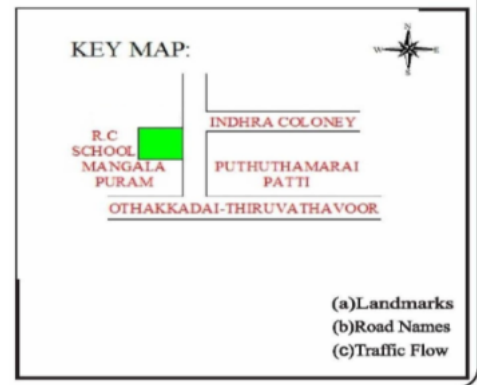 KEY MAP:
N
W
E
S
INDHRA COLONEY
R.C
SCHOOL
MANGALA
PURAM
PUTHUTHAMARAI
PATTI
OTHAKKADAI-THIRUVATHAVOOR
(a)Landmarks
(b)Road Names
(c)Traffic Flow